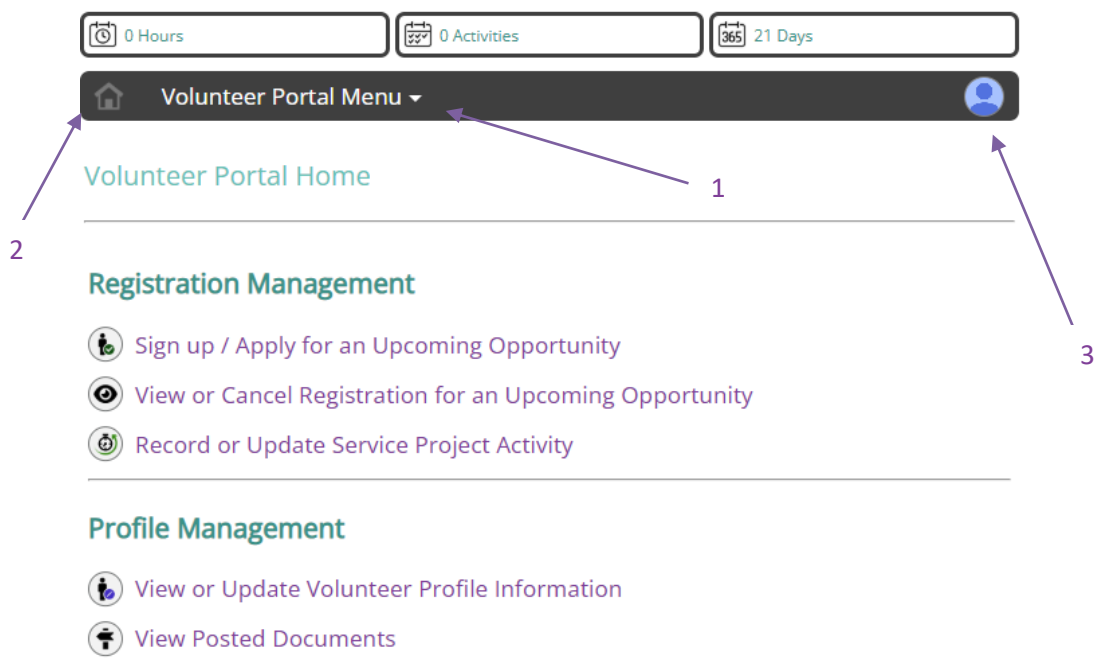 0 Hours
0 Activities
365 21 Days
Volunteer Portal Menu
1
Volunteer Portal Home
2
Registration Management
Sign up / Apply for an Upcoming Opportunity
3
View or Cancel Registration for an Upcoming Opportunity
Record or Update Service Project Activity
Profile Management
View or Update Volunteer Profile Information
View Posted Documents